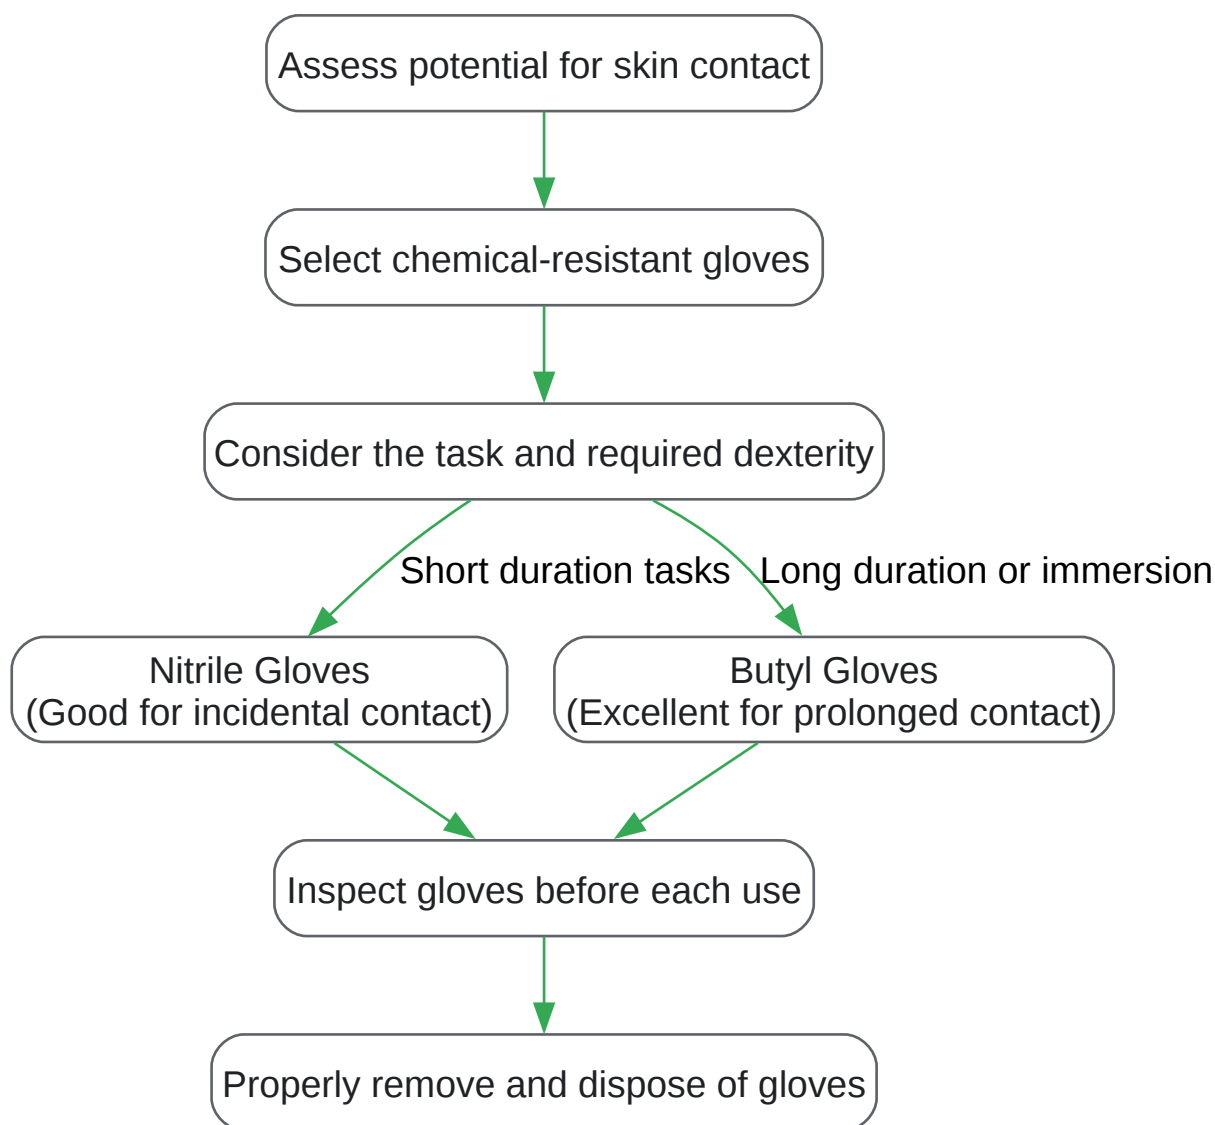 Assess potential for skin contact
Select chemical-resistant gloves
Consider the task and required dexterity
Short duration tasks
Long duration or immersion
Nitrile Gloves
(Good for incidental contact)
Butyl Gloves
(Excellent for prolonged contact)
Inspect gloves before each use
Properly remove and dispose of gloves